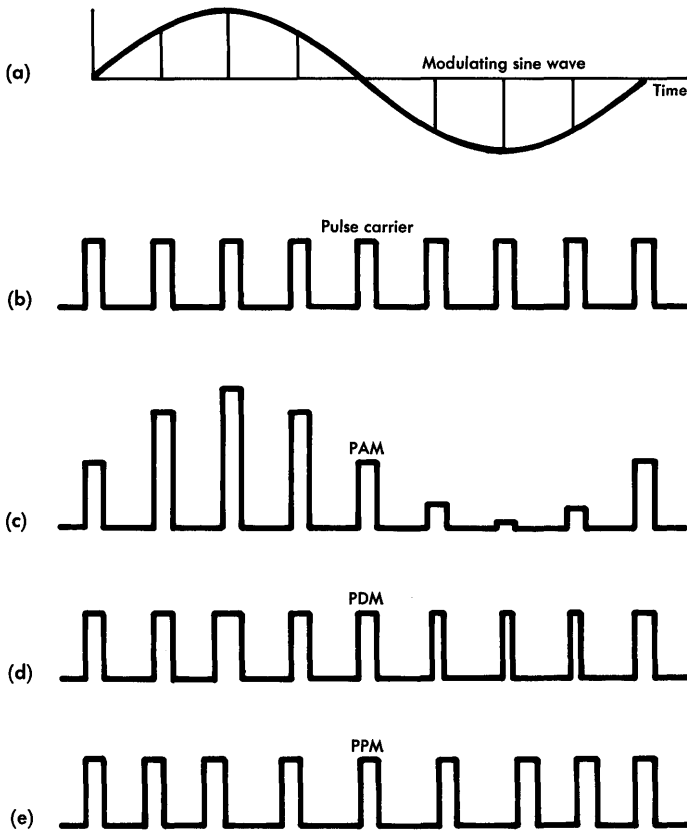 (a)
Modulating sine wave
Time
Pulse carrier
(b)
PAM
(c)
PDM
(d)
PPM
(e)